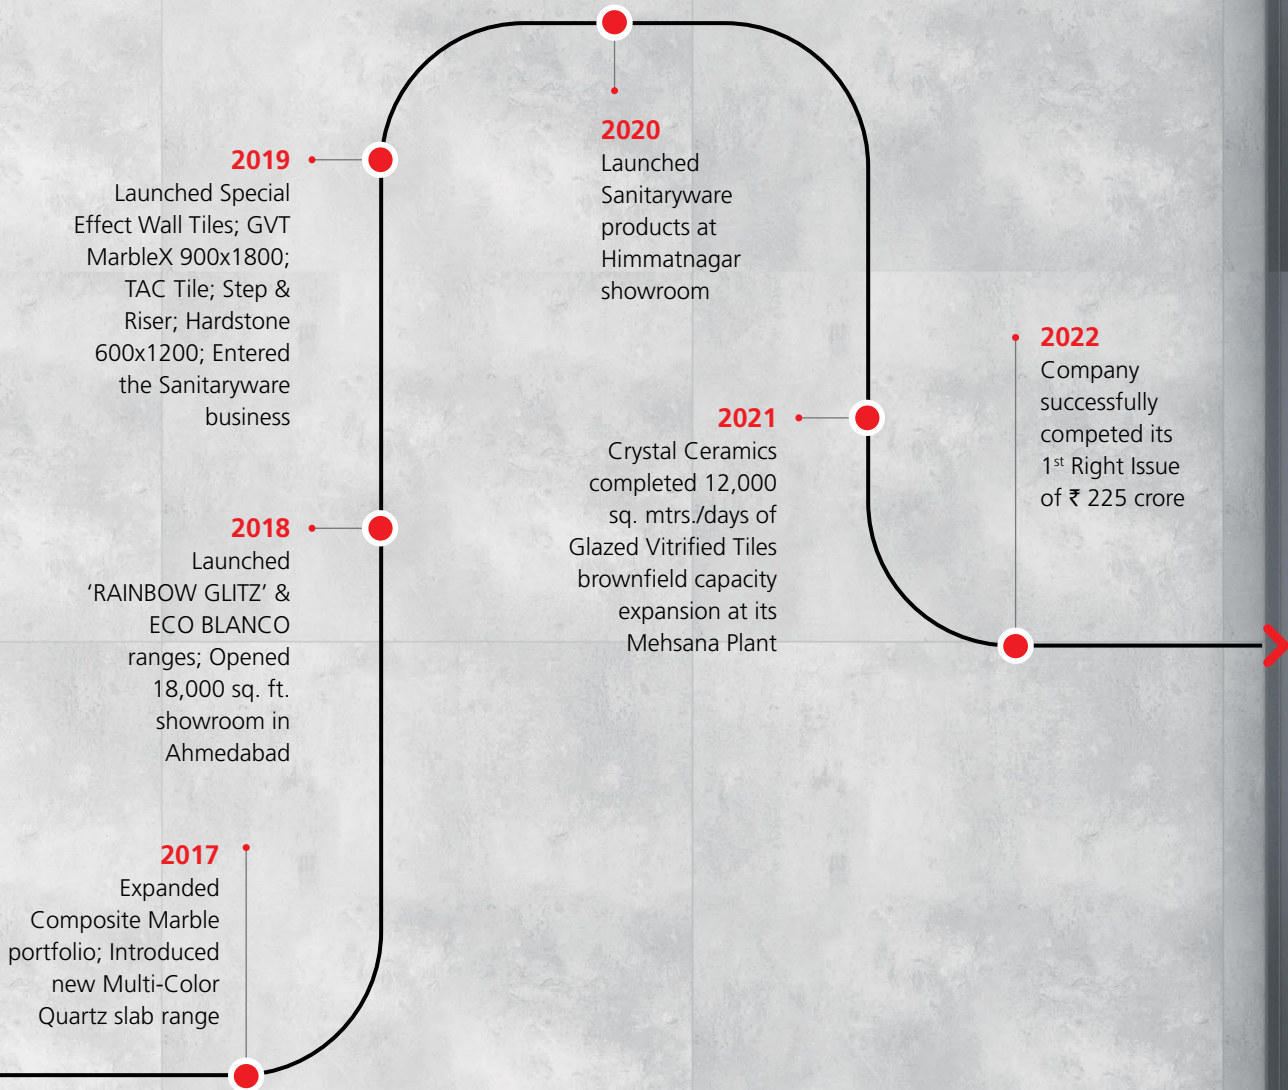 2017
Expanded
Composite Marble
portfolio; Introduced
new Multi-Color
Quartz slab range
2018
Launched
‘RAINBOW GLITZ’ &
ECO BLANCO
ranges; Opened
18,000 sq. ft.
showroom in
Ahmedabad
2019
Launched Special
Effect Wall Tiles; GVT
MarbleX 900x1800;
TAC Tile; Step &
Riser; Hardstone
600x1200; Entered
the Sanitaryware
business
2020
Launched
Sanitaryware
products at
Himmatnagar
showroom
2021
Crystal Ceramics
completed 12,000
sq. mtrs./days of
Glazed Vitrified Tiles
brownfield capacity
expansion at its
Mehsana Plant
2022
Company
successfully
competed its
1st Right Issue
of ₹ 225 crore